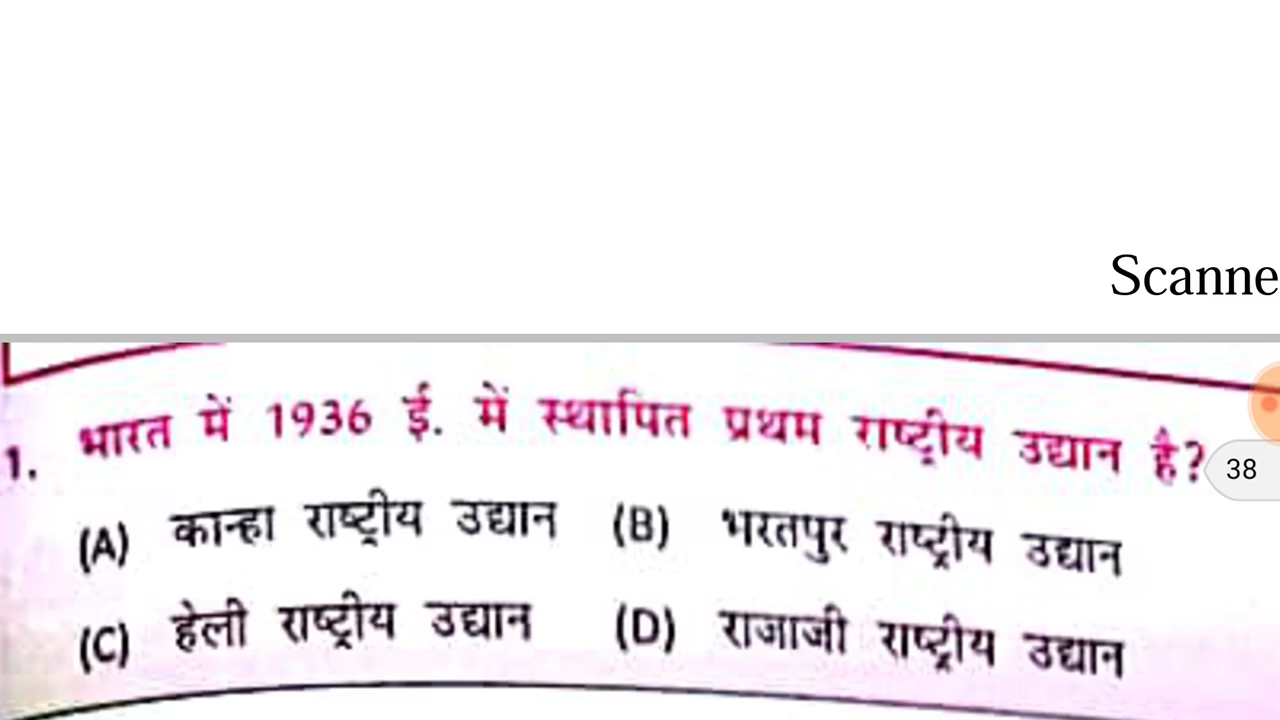 Scanne
1. भारत में 1936 ई. में स्थापित प्रथम राष्ट्रीय उद्यान है?
38
(A) कान्हा राष्ट्रीय उद्यान (B) भरतपुर राष्ट्रीय उद्यान
(C) हेली राष्ट्रीय उद्यान (D) राजाजी राष्ट्रीय उद्यान